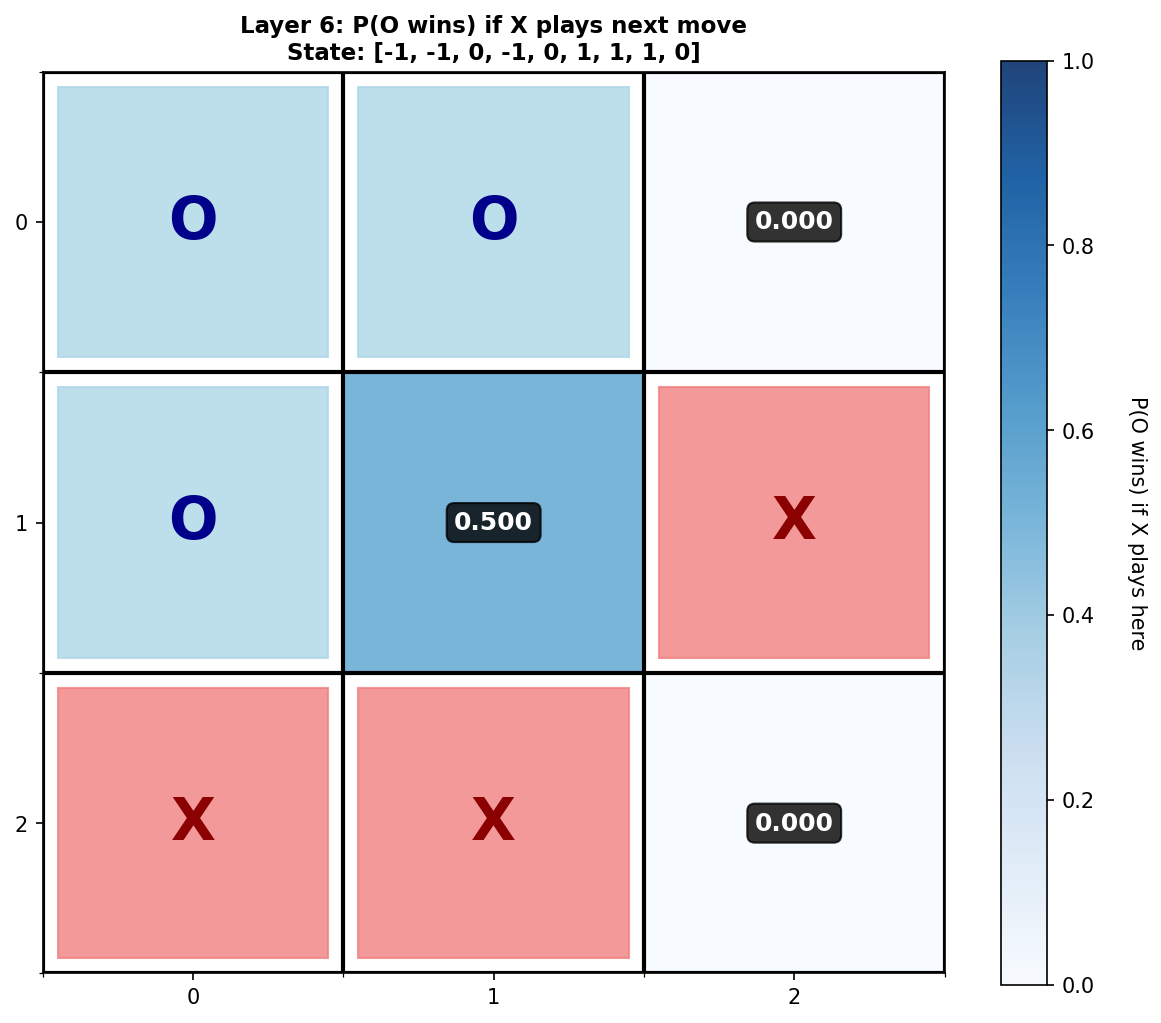 Layer 6: P(O wins) if X plays next move
State: [-1, -1, 0, -1, 0, 1, 1, 1, 0]
1.0
0.8
0.6
0.4
0.2
0.0
P(O wins) if X plays here
0
O
O
0.000
1
O
0.500
X
2
X
X
0.000
0
1
2